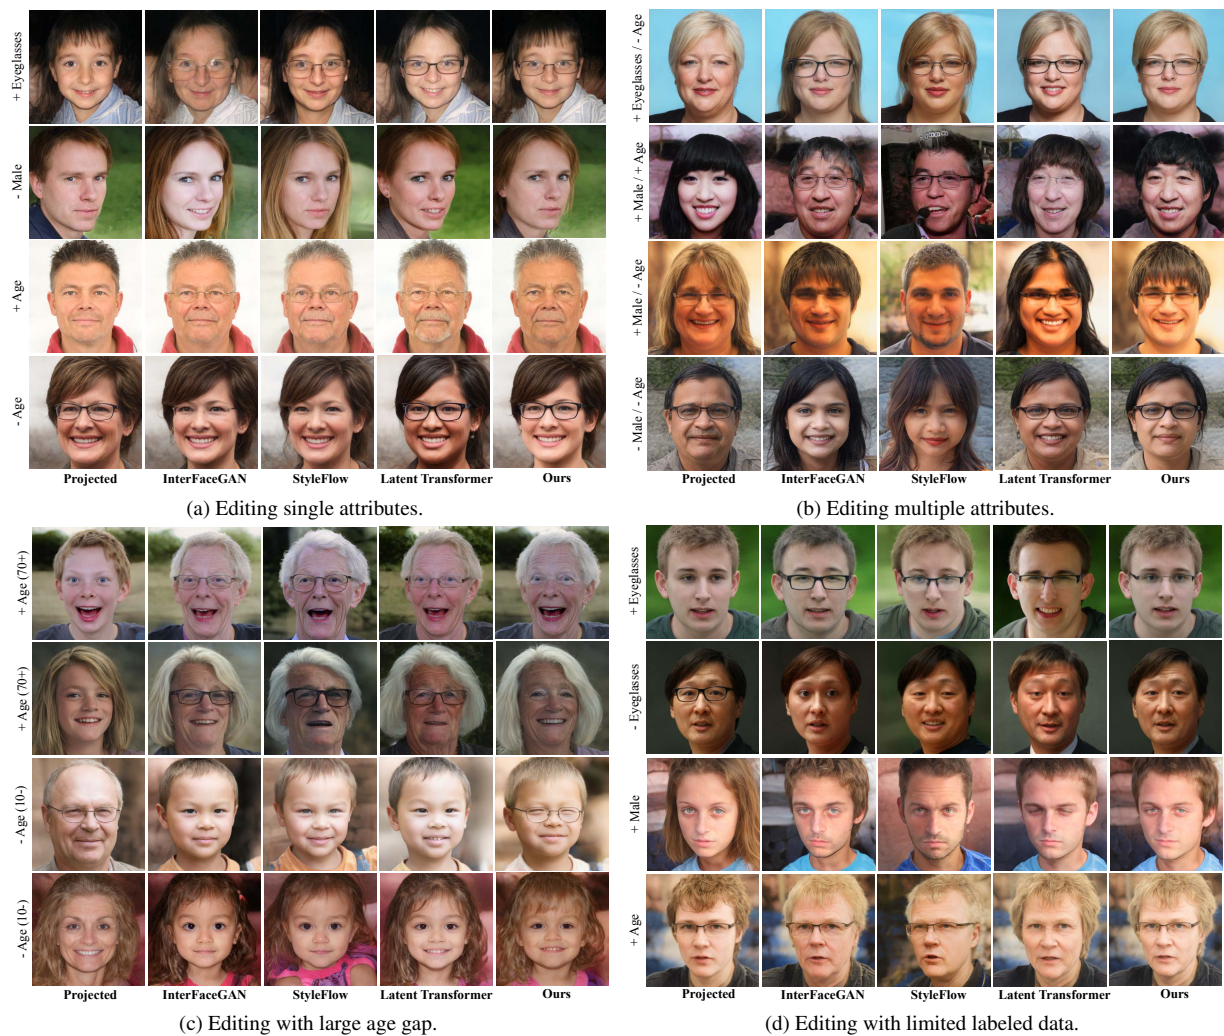 + Eyeglasses
- Male
+ Age
- Age
Projected InterFaceGAN StyleFlow Latent Transformer Ours
(a) Editing single attributes.
+ Eyeglasses / - Age
+ Male / + Age
+ Male / - Age
- Male / - Age
Projected InterFaceGAN StyleFlow Latent Transformer Ours
(b) Editing multiple attributes.
+ Age (70+)
+ Age (70+)
- Age (10-)
- Age (10-)
Projected InterFaceGAN StyleFlow Latent Transformer Ours
(c) Editing with large age gap.
+ Eyeglasses
- Eyeglasses
+ Male
+ Age
Projected InterFaceGAN StyleFlow Latent Transformer Ours
(d) Editing with limited labeled data.